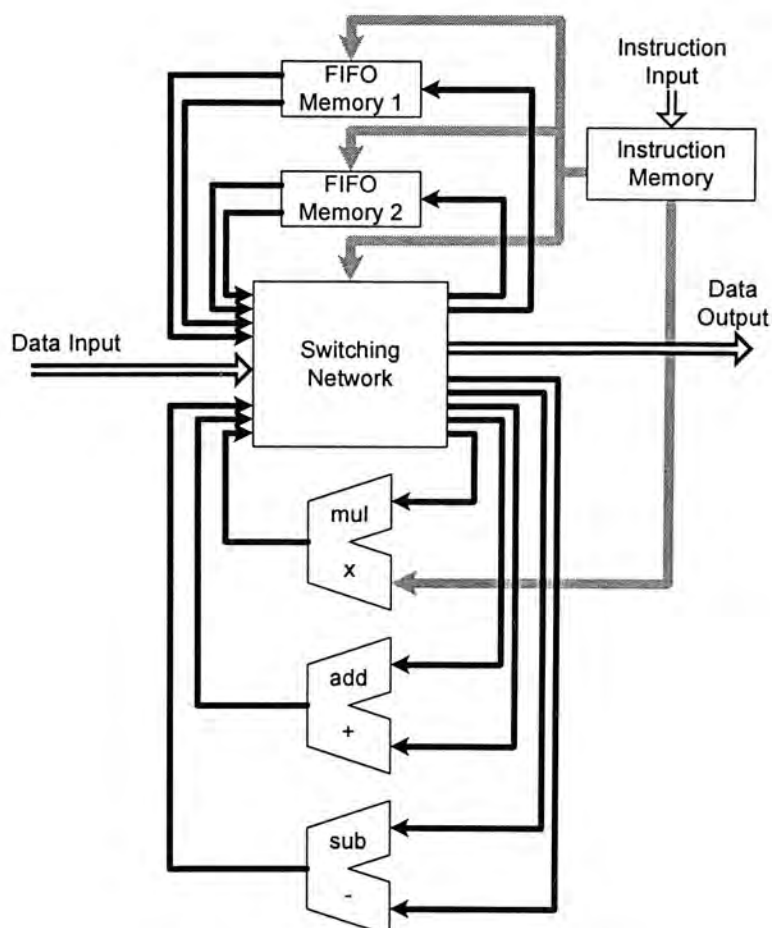 FIFO
Memory 1
Instruction
Input
Instruction
Memory
FIFO
Memory 2
Data
Output
Data Input
Switching
Network
mul
x
add
+
sub
-